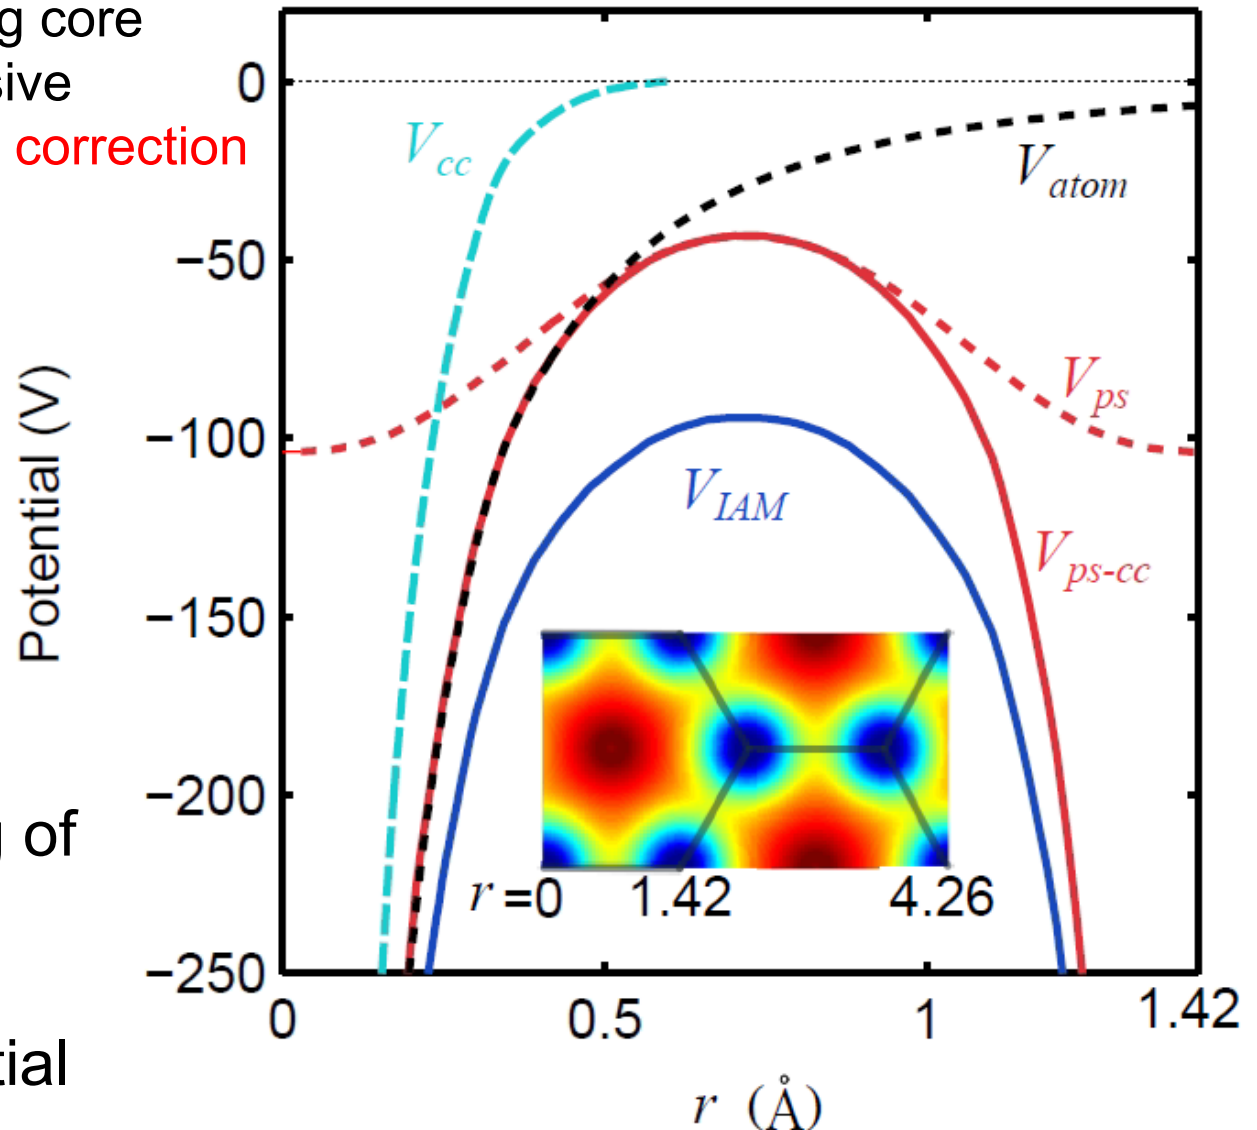 g core
sive
correction
g of
tial
Potential (V)
0
−50
−100
−150
−200
−250
0
0.5
1
1.42
r (Å)
V_cc
V_atom
V_ps
V_ps-cc
V_IAM
r =0 1.42 4.26